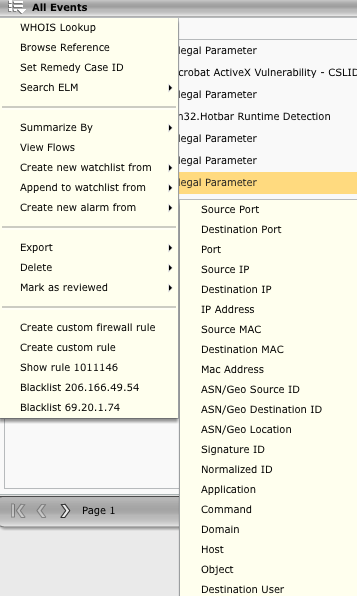 All Events
WHOIS Lookup
Browse Reference
Set Remedy Case ID
Search ELM
Summarize By
View Flows
Create new watchlist from
Append to watchlist from
Create new alarm from
Export
Delete
Mark as reviewed
Create custom firewall rule
Create custom rule
Show rule 1011146
Blacklist 206.166.49.54
Blacklist 69.20.1.74
legal Parameter
crobat ActiveX Vulnerability - CSLID
legal Parameter
n32.Hotbar Runtime Detection
legal Parameter
legal Parameter
legal Parameter
Source Port
Destination Port
Port
Source IP
Destination IP
IP Address
Source MAC
Destination MAC
Mac Address
ASN/Geo Source ID
ASN/Geo Destination ID
ASN/Geo Location
Signature ID
Normalized ID
Application
Command
Domain
Host
Object
Destination User
Page 1